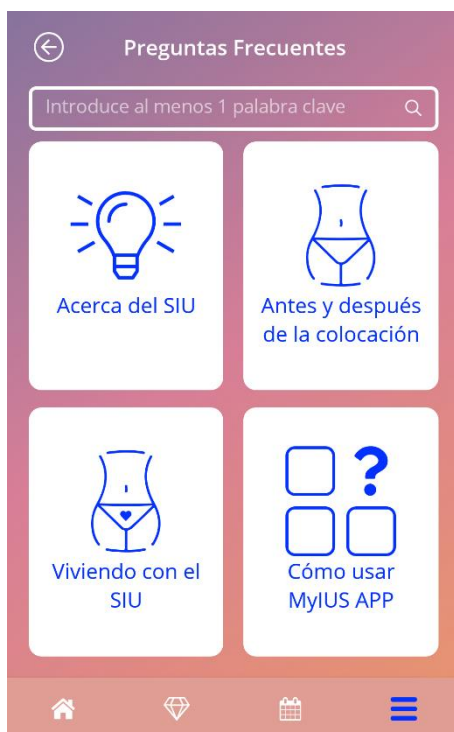 Preguntas Frecuentes
Introduce al menos 1 palabra clave
Acerca del SIU
Antes y después
de la colocación
Viviendo con el
SIU
?
Cómo usar
MyIUS APP